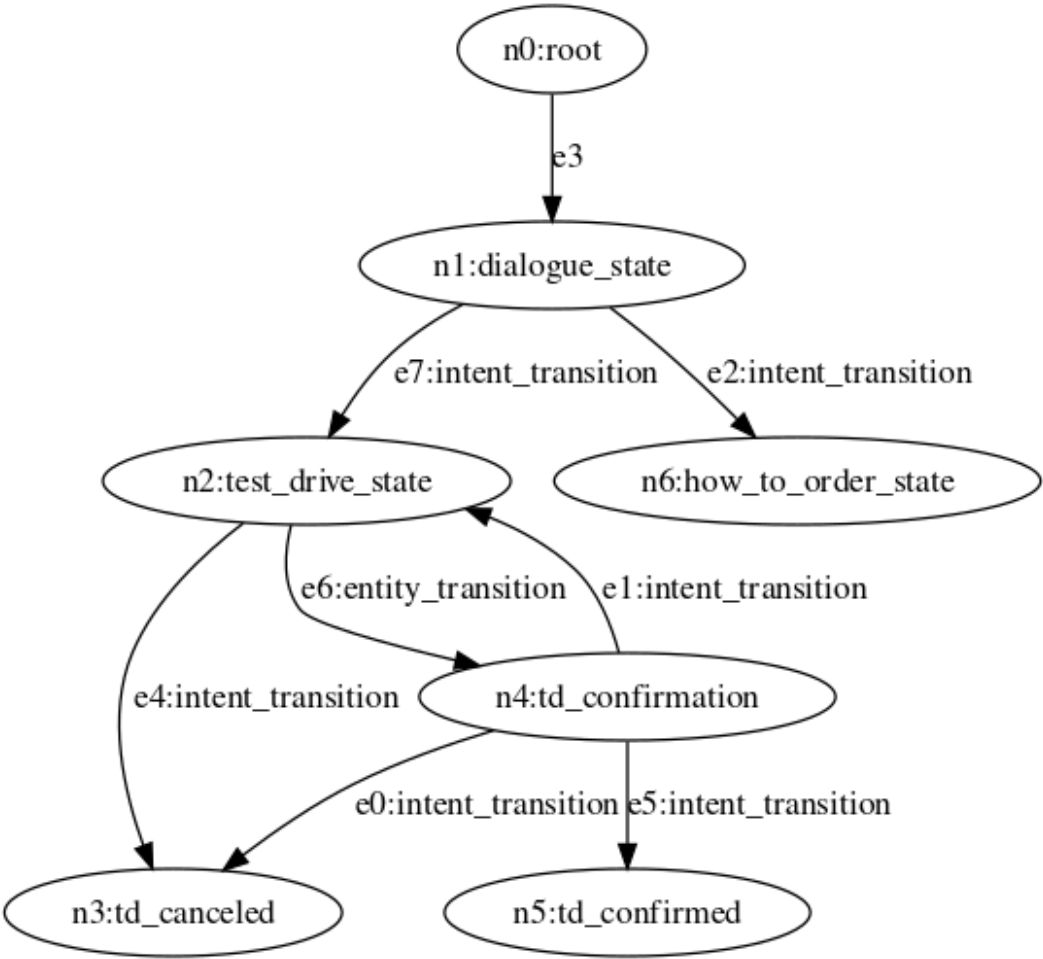 n0:root
e3
n1:dialogue_state
e7:intent_transition
e2:intent_transition
n2:test_drive_state
n6:how_to_order_state
e6:entity_transition
e1:intent_transition
e4:intent_transition
n4:td_confirmation
e0:intent_transition
e5:intent_transition
n3:td_canceled
n5:td_confirmed